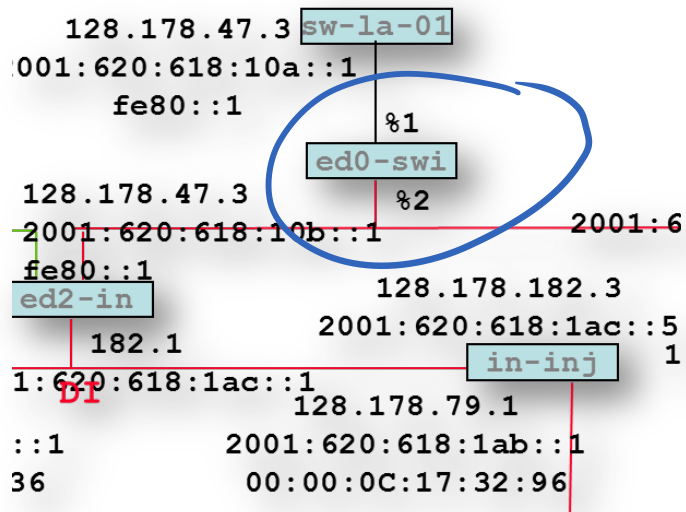 128.178.47.3 sw-la-01
2001:620:618:10a::1
fe80::1
%1
ed0-swi
128.178.47.3 %2
2001:620:618:10b::1 2001:6
fe80::1
ed2-in 128.178.182.3
2001:620:618:1ac::5
182.1 in-inj 1
1:620:618:1ac::1
DI
128.178.79.1
::1 2001:620:618:1ab::1
36 00:00:0C:17:32:96